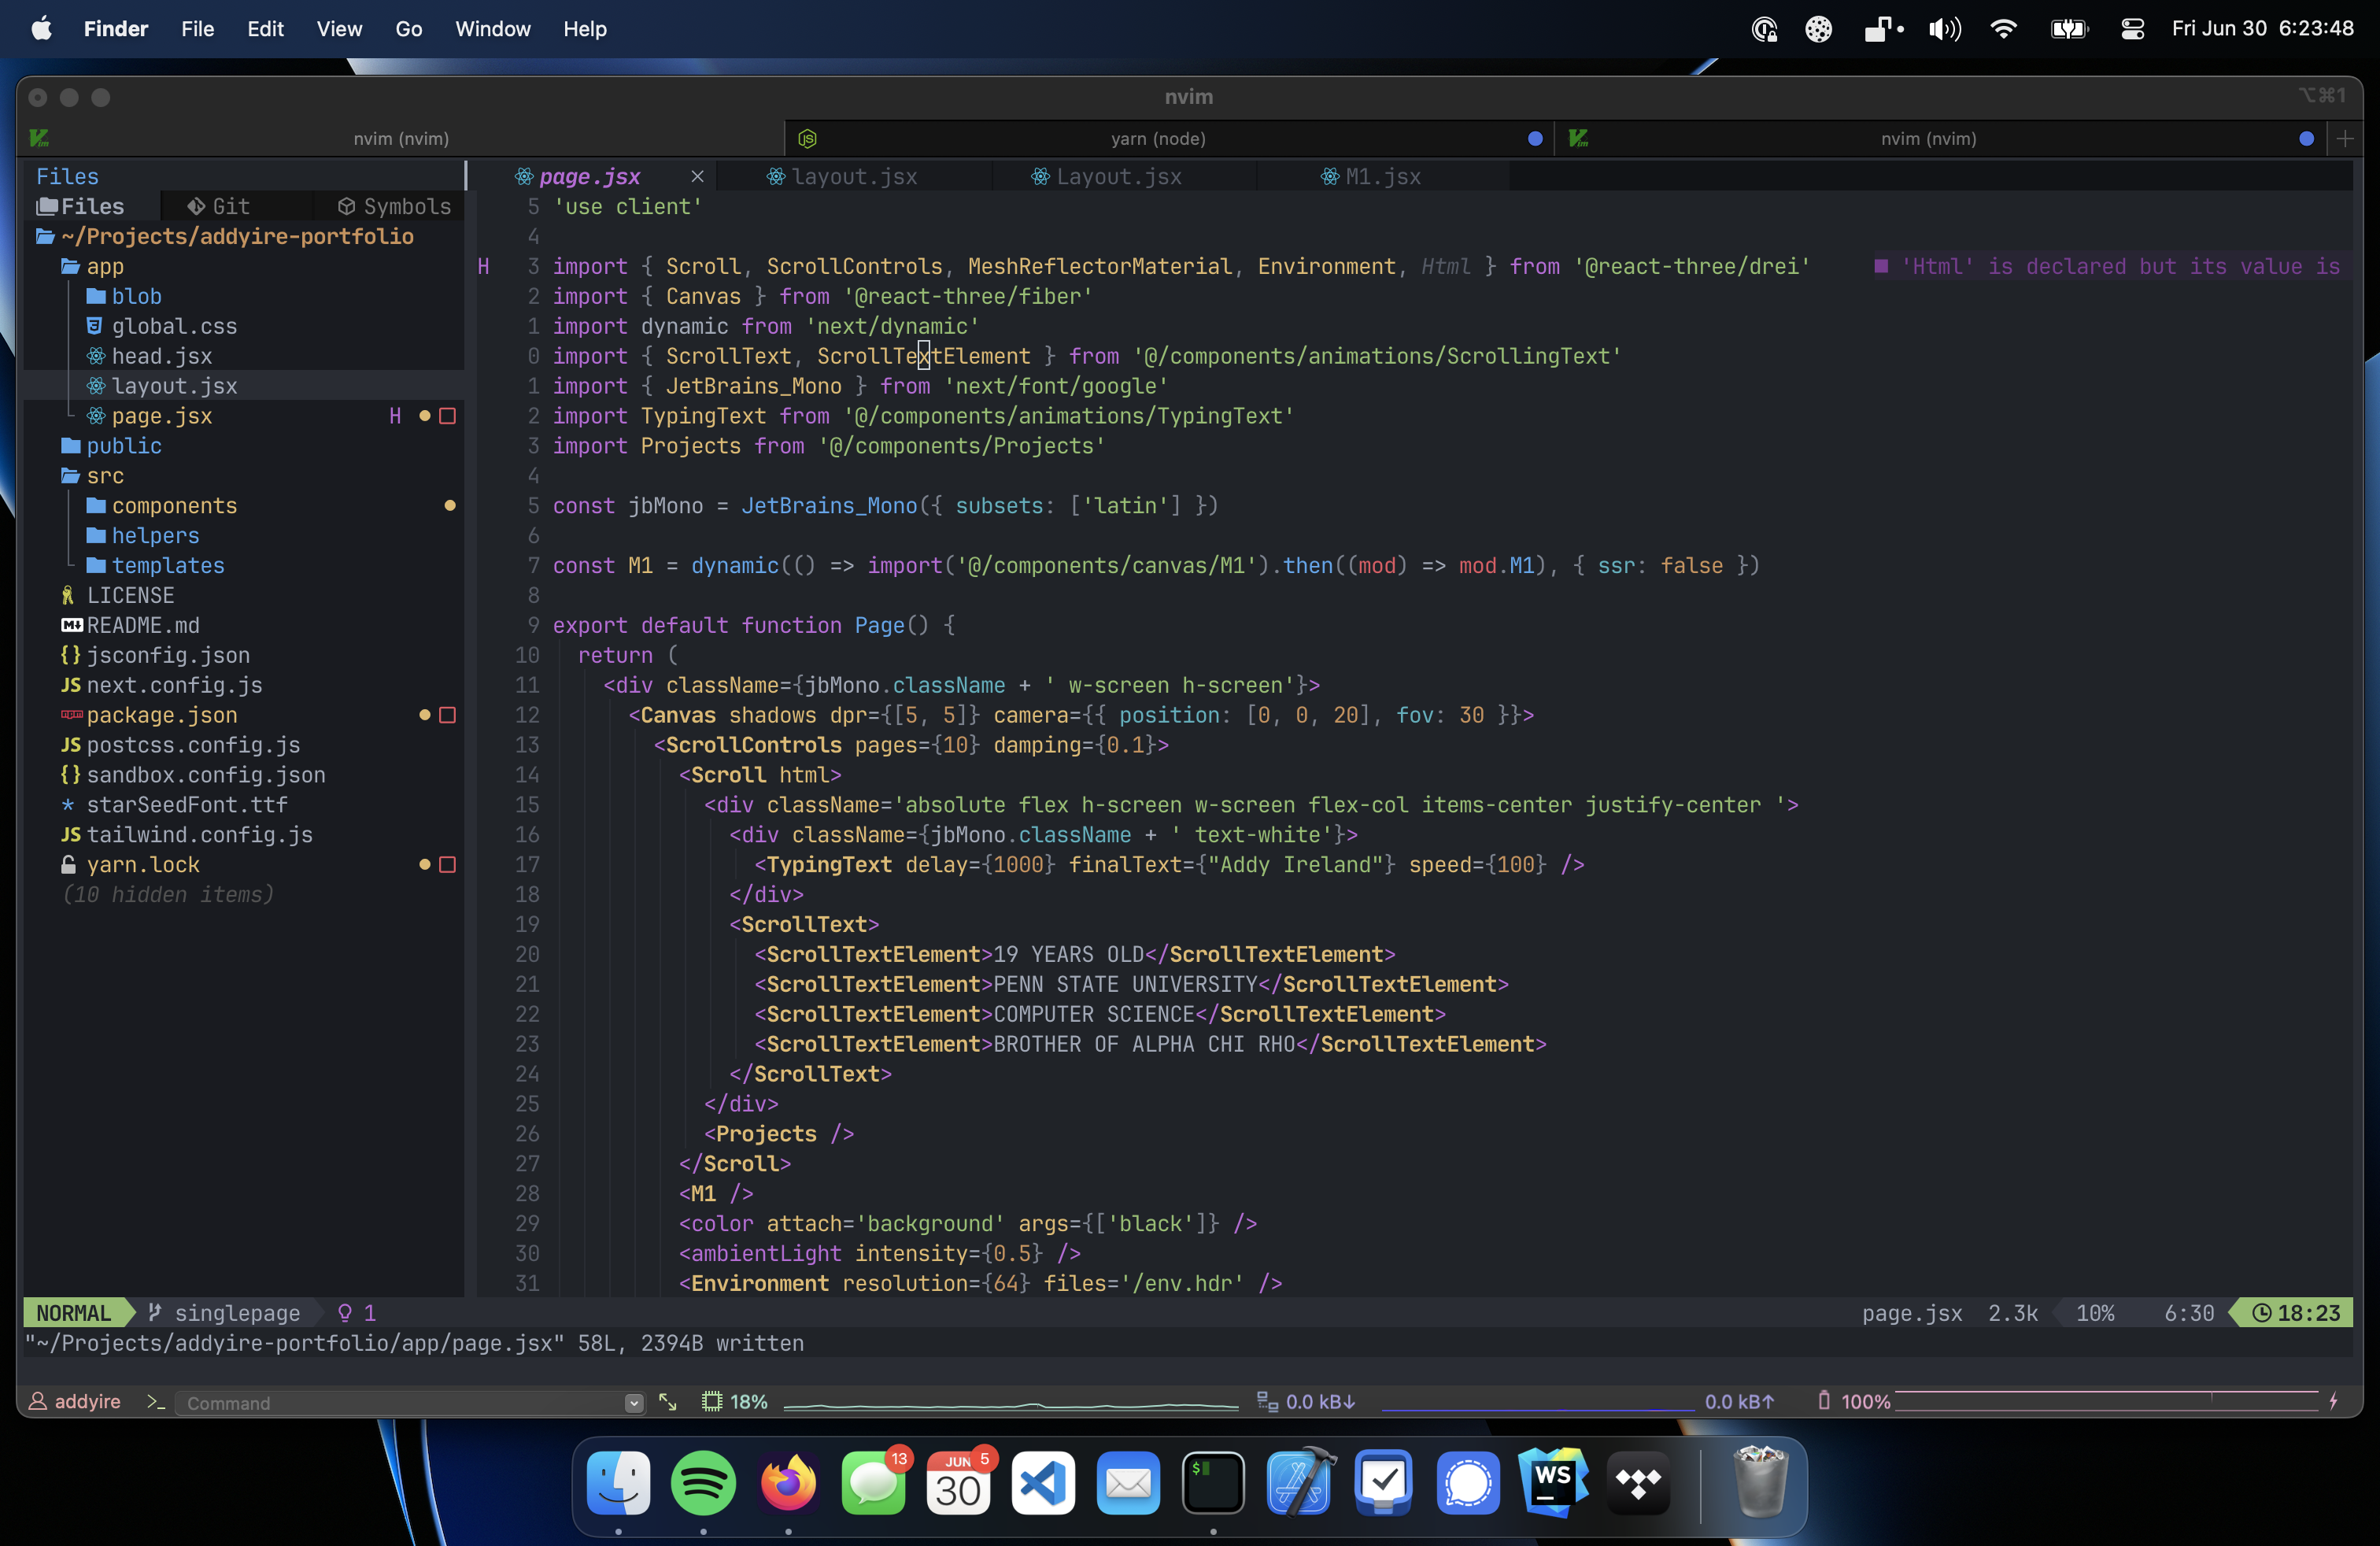 Finder File Edit View Go Window Help Fri Jun 30 6:23:48
nvim ⌥⌘1
nvim (nvim) yarn (node) nvim (nvim)
Files page.jsx layout.jsx Layout.jsx M1.jsx
Files Git Symbols 5 'use client'
~/Projects/addyire-portfolio 4
app H 3 import { Scroll, ScrollControls, MeshReflectorMaterial, Environment, Html } from '@react-three/drei' 'Html' is declared but its value is
blob 2 import { Canvas } from '@react-three/fiber'
global.css 1 import dynamic from 'next/dynamic'
head.jsx 0 import { ScrollText, ScrollTextElement } from '@/components/animations/ScrollingText'
layout.jsx 1 import { JetBrains_Mono } from 'next/font/google'
page.jsx H 2 import TypingText from '@/components/animations/TypingText'
public 3 import Projects from '@/components/Projects'
src 4
components 5 const jbMono = JetBrains_Mono({ subsets: ['latin'] })
helpers 6
templates 7 const M1 = dynamic(() => import('@/components/canvas/M1').then((mod) => mod.M1), { ssr: false })
LICENSE 8
README.md 9 export default function Page() {
{} jsconfig.json 10 return (
JS next.config.js 11 <div className={jbMono.className + ' w-screen h-screen'}>
package.json 12 <Canvas shadows dpr={[5, 5]} camera={{ position: [0, 0, 20], fov: 30 }}>
JS postcss.config.js 13 <ScrollControls pages={10} damping={0.1}>
{} sandbox.config.json 14 <Scroll html>
* starSeedFont.ttf 15 <div className='absolute flex h-screen w-screen flex-col items-center justify-center '>
JS tailwind.config.js 16 <div className={jbMono.className + ' text-white'}>
yarn.lock 17 <TypingText delay={1000} finalText={"Addy Ireland"} speed={100} />
(10 hidden items) 18 </div>
19 <ScrollText>
20 <ScrollTextElement>19 YEARS OLD</ScrollTextElement>
21 <ScrollTextElement>PENN STATE UNIVERSITY</ScrollTextElement>
22 <ScrollTextElement>COMPUTER SCIENCE</ScrollTextElement>
23 <ScrollTextElement>BROTHER OF ALPHA CHI RHO</ScrollTextElement>
24 </ScrollText>
25 </div>
26 <Projects />
27 </Scroll>
28 <M1 />
29 <color attach='background' args={['black']} />
30 <ambientLight intensity={0.5} />
31 <Environment resolution={64} files='/env.hdr' />
NORMAL singlepage 1 page.jsx 2.3k 10% 6:30 18:23
"~/Projects/addyire-portfolio/app/page.jsx" 58L, 2394B written
addyire >_ Command 18% 0.0 kB↓ 0.0 kB↑ 100%
13 JUN 5
30 $ WS